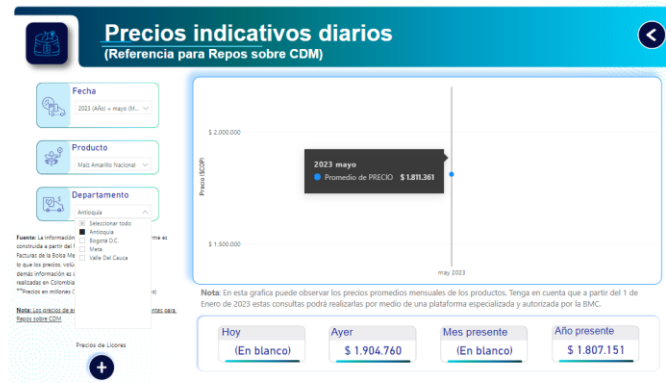 Precios indicativos diarios
(Referencia para Repos sobre CDM)
Fecha
2023 (Año) + mayo (M...
Producto
Maíz Amarillo Nacional
Departamento
Antioquia
Seleccionar todo
Antioquia
Bogotá D.C.
Meta
Valle Del Cauca
Fuente: La información
construida a partir del
Facturas de la Bolsa Me
lo que los precios, volú
demás información es
realizadas en Colombia
**Precios en millones
Nota: Los precios de
Repos sobre CDM
Precios de Licores
$ 2.000.000
$ 1.500.000
Precio ($COP)
2023 mayo
Promedio de PRECIO $ 1.811.361
may 2023
Nota: En esta grafica puede observar los precios promedios mensuales de los productos. Tenga en cuenta que a partir del 1 de
Enero de 2023 estas consultas podrá realizarlas por medio de una plataforma especializada y autorizada por la BMC.
Hoy
(En blanco)
Ayer
$ 1.904.760
Mes presente
(En blanco)
Año presente
$ 1.807.151